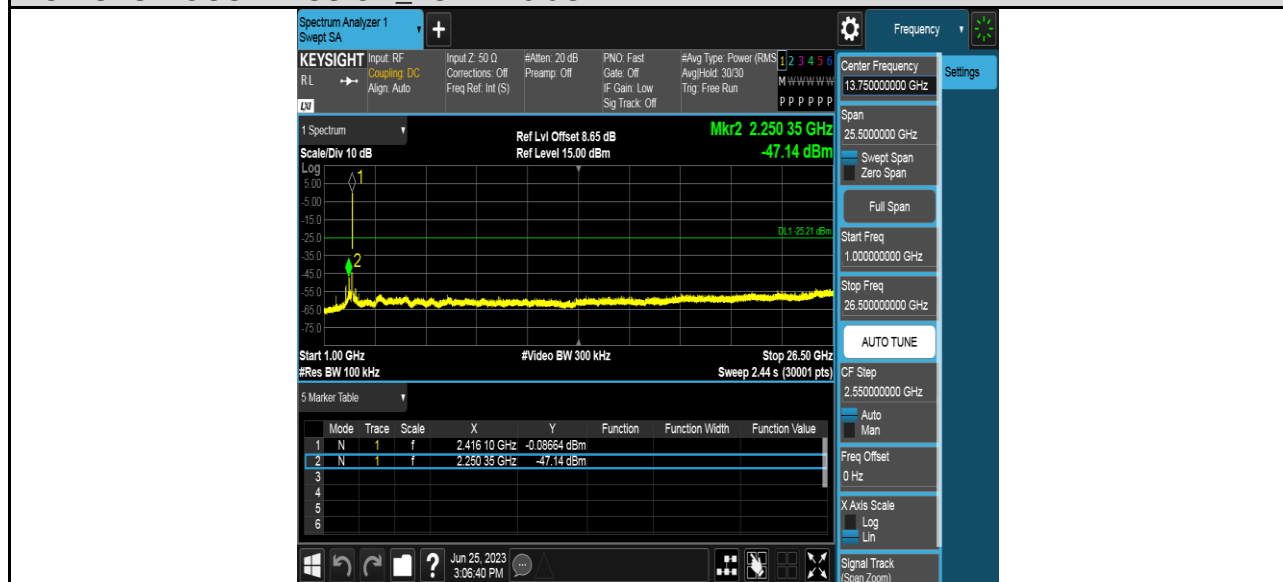 Spectrum Analyzer 1
Swept SA
+
Frequency
KEYSIGHT
RL
LXI
Input: RF
Coupling: DC
Align: Auto
Input Z: 50 Ω
Corrections: Off
Freq Ref: Int (S)
#Atten: 20 dB
Preamp: Off
PNO: Fast
Gate: Off
IF Gain: Low
Sig Track: Off
#Avg Type: Power (RMS
Avg|Hold: 30/30
Trig: Free Run
1 2 3 4 5 6
M W W W W W
P P P P P P
1 Spectrum
Scale/Div 10 dB
Ref Lvl Offset 8.65 dB
Ref Level 15.00 dBm
Mkr2 2.250 35 GHz
-47.14 dBm
Log
5.00
-5.00
-15.0
-25.0
-35.0
-45.0
-55.0
-65.0
-75.0
1
2
DL1 -25.21 dBm
Start 1.00 GHz
#Res BW 100 kHz
#Video BW 300 kHz
Stop 26.50 GHz
Sweep 2.44 s (30001 pts)
5 Marker Table
Mode Trace Scale X Y Function Function Width Function Value
1 N 1 f 2.416 10 GHz -0.08664 dBm
2 N 1 f 2.250 35 GHz -47.14 dBm
3
4
5
6
?
Jun 25, 2023
3:06:40 PM
Center Frequency
13.750000000 GHz
Settings
Span
25.5000000 GHz
Swept Span
Zero Span
Full Span
Start Freq
1.000000000 GHz
Stop Freq
26.500000000 GHz
AUTO TUNE
CF Step
2.550000000 GHz
Auto
Man
Freq Offset
0 Hz
X Axis Scale
Log
Lin
Signal Track
(Span Zoom)